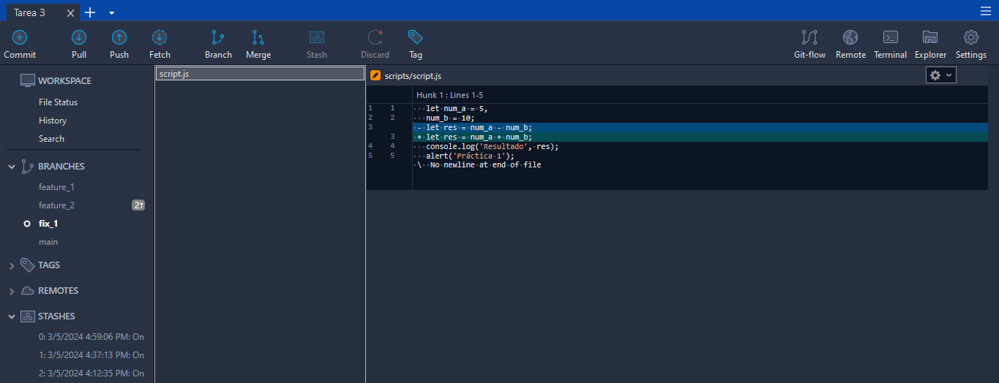 Tarea 3
Commit Pull Push Fetch Branch Merge Stash Discard Tag Git-flow Remote Terminal Explorer Settings
WORKSPACE
File Status
History
Search
BRANCHES
feature_1
feature_2 2↑
fix_1
main
TAGS
REMOTES
STASHES
0: 3/5/2024 4:59:06 PM: On
1: 3/5/2024 4:37:13 PM: On
2: 3/5/2024 4:12:35 PM: On
script.js
scripts/script.js
Hunk 1 : Lines 1-5
1 1 let num_a = 5,
2 2 num_b = 10;
3 - let res = num_a - num_b;
3 + let res = num_a + num_b;
4 4 console.log('Resultado', res);
5 5 alert('Práctica 1');
\ No newline at end of file